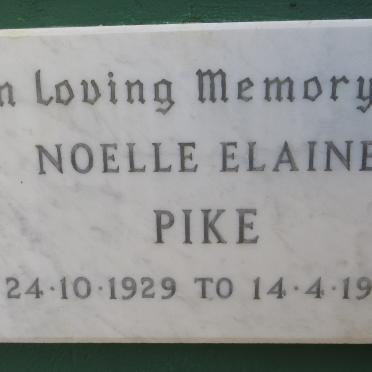 n Loving Memory
NOELLE ELAINE
PIKE
24·10·1929 TO 14·4·19